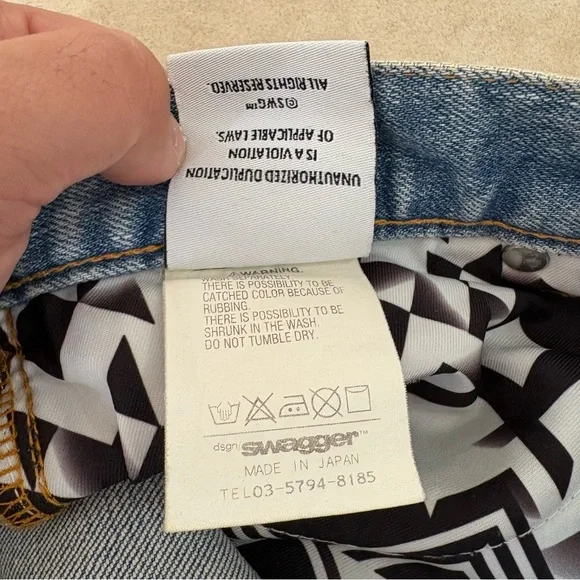 UNAUTHORIZED DUPLICATION
IS A VIOLATION
OF APPLICABLE LAWS.
©SWG™
ALL RIGHTS RESERVED.
⚠WARNING
WASH SEPARATELY.
THERE IS POSSIBILITY TO BE
CATCHED COLOR BECAUSE OF
RUBBING.
THERE IS POSSIBILITY TO BE
SHRUNK IN THE WASH.
DO NOT TUMBLE DRY.
dsgn/swagger™
MADE IN JAPAN
TEL03-5794-8185